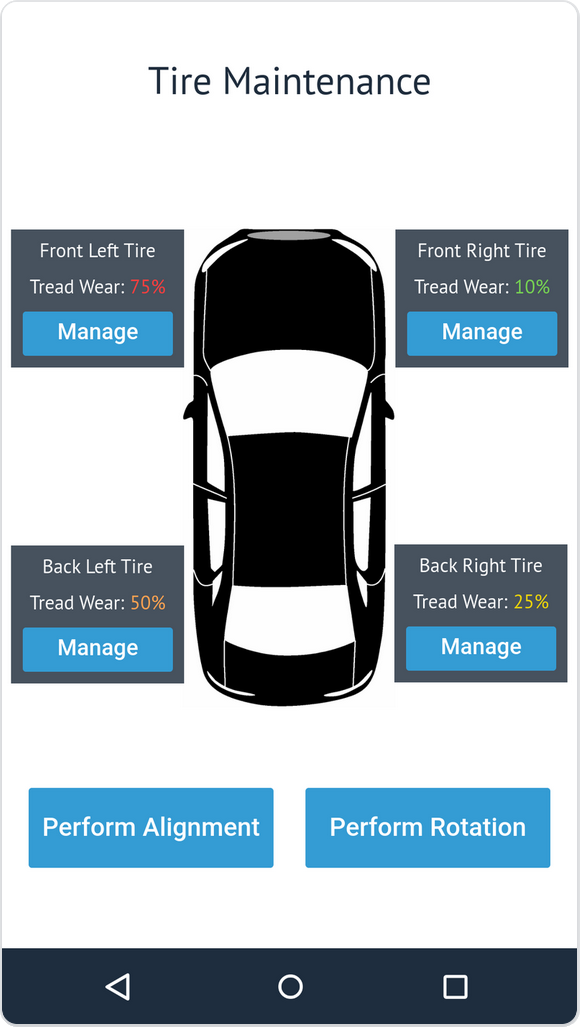 Tire Maintenance
Front Left Tire
Tread Wear: 75%
Manage
Front Right Tire
Tread Wear: 10%
Manage
Back Left Tire
Tread Wear: 50%
Manage
Back Right Tire
Tread Wear: 25%
Manage
Perform Alignment
Perform Rotation